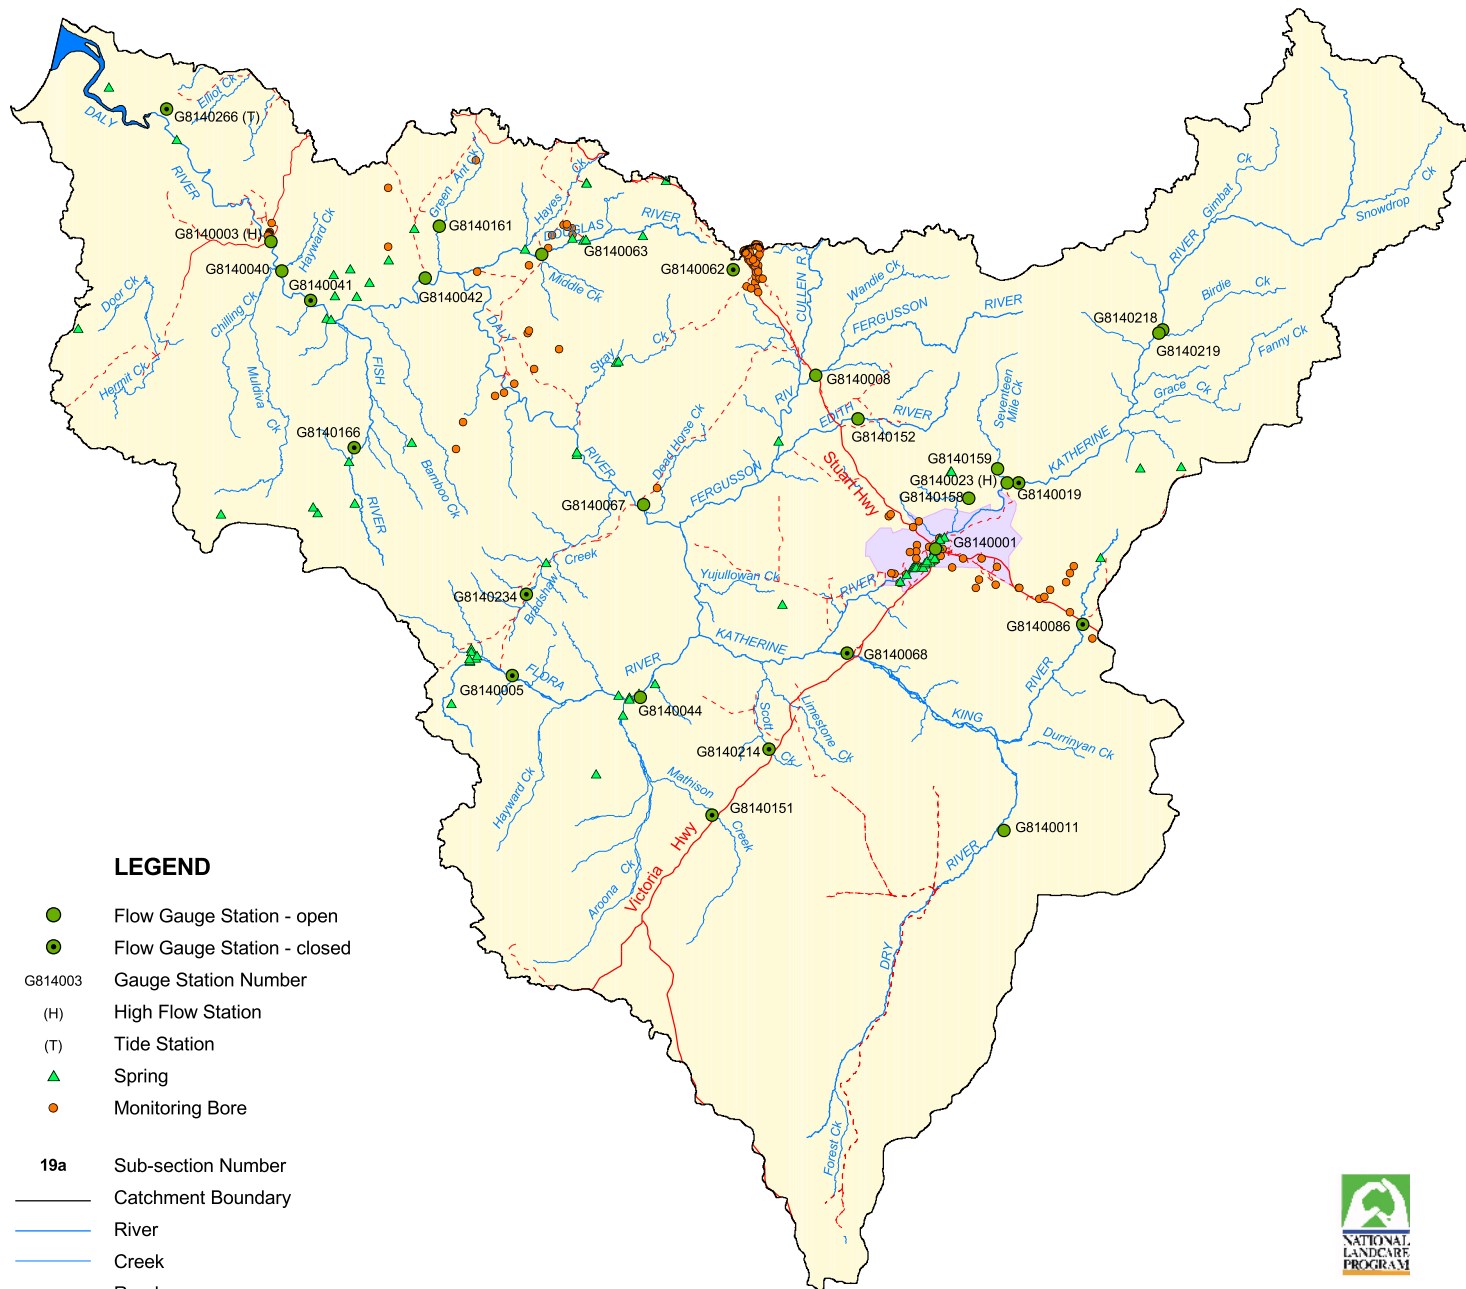 Elliot Ck
G8140266 (T)
DALY
RIVER
Green Ant Ck
Hayes
Ck
G8140161
DOUGLAS
RIVER
G8140063
G8140003 (H)
Hayward Ck
G8140040
G8140041
G8140042
Middle Ck
G8140062
CULLEN R
Wandie Ck
FERGUSSON
RIVER
Gimbat
Ck
RIVER
Snowdrop
Ck
Birdie
Ck
G8140218
G8140219
Fanny Ck
Grace
Ck
Door Ck
Chilling Ck
Hermit Ck
Muldiva
Ck
FISH
DALY
Stray
Ck
RIV
G8140008
EDITH
RIVER
G8140152
Seventeen
Mile Ck
KATHERINE
G8140166
Bamboo Ck
RIVER
RIVER
Dead Horse Ck
FERGUSSON
Stuart Hwy
G8140159
G8140023 (H)
G8140019
G8140158
G8140067
G8140001
Creek
Bradshaw
G8140234
Yujullowan Ck
RIVER
G8140086
KATHERINE
G8140068
RIVER
FLORA
RIVER
G8140005
G8140044
Scott
Ck
Limestone
Ck
KING
Durrinyan Ck
G8140214
Hayward Ck
Mathison
Creek
G8140151
G8140011
RIVER
Aroona
Ck
Victoria
Hwy
DRY
Forest Ck
LEGEND
Flow Gauge Station - open
Flow Gauge Station - closed
G814003 Gauge Station Number
(H) High Flow Station
(T) Tide Station
Spring
Monitoring Bore
19a Sub-section Number
Catchment Boundary
River
Creek
NATIONAL
LANDCARE
PROGRAM